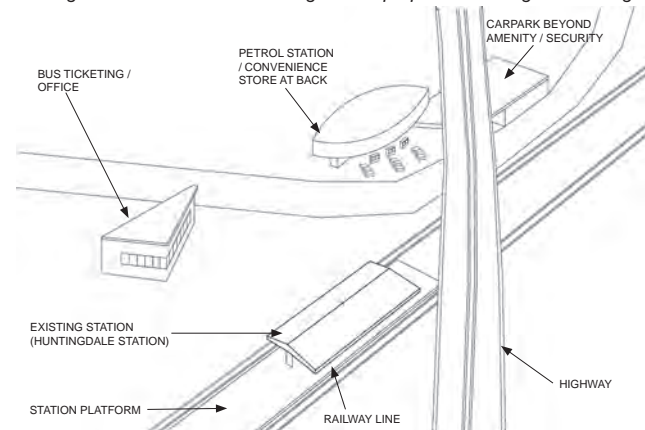 CARPARK BEYOND
AMENITY / SECURITY
PETROL STATION
/ CONVENIENCE
STORE AT BACK
BUS TICKETING /
OFFICE
EXISTING STATION
(HUNTINGDALE STATION)
HIGHWAY
STATION PLATFORM
RAILWAY LINE